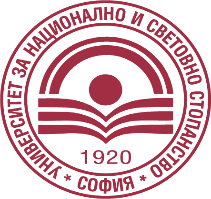 УНИВЕРСИТЕТ ЗА НАЦИОНАЛНО И СВЕТОВНО СТОПАНСТВО
1920
* СОФИЯ *